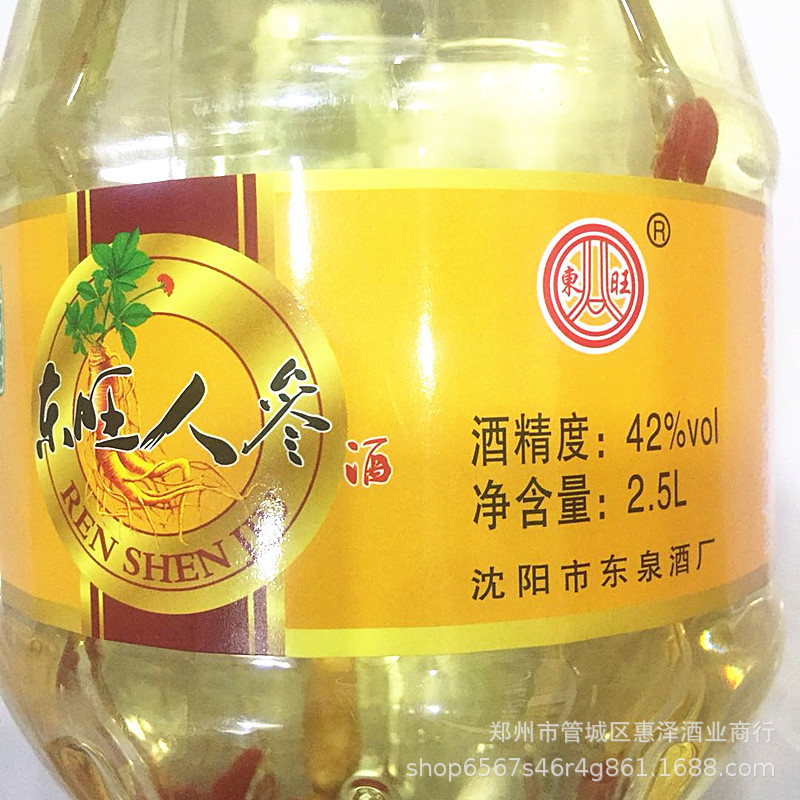 东旺人参
酒
REN SHEN
東旺
®
酒精度：42%vol
净含量：2.5L
沈阳市东泉酒厂
郑州市管城区惠泽酒业商行
shop6567s46r4g861.1688.com